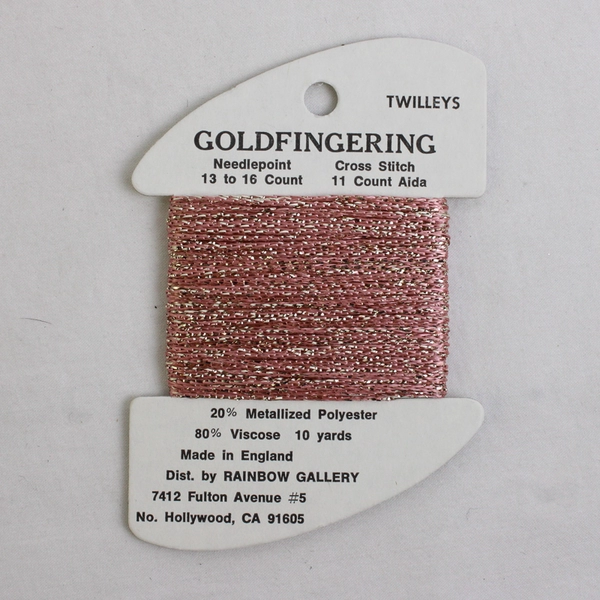 TWILLEYS
GOLDFINGERING
Needlepoint Cross Stitch
13 to 16 Count 11 Count Aida
20% Metallized Polyester
80% Viscose 10 yards
Made in England
Dist. by RAINBOW GALLERY
7412 Fulton Avenue #5
No. Hollywood, CA 91605